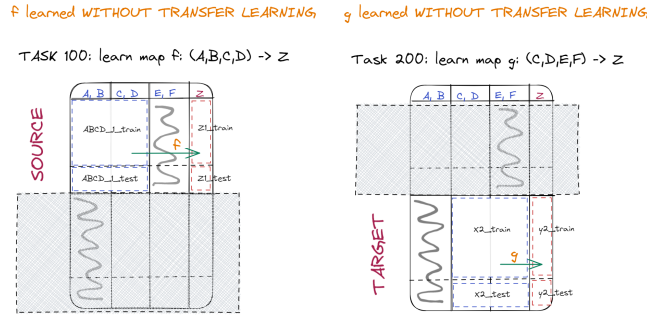 f learned WITHOUT TRANSFER LEARNING,
g learned WITHOUT TRANSFER LEARNING,
TASK 100: learn map f: (A,B,C,D) -> Z
Task 200: learn map g: (C,D,E,F) -> Z
A, B C, D E, F Z
A, B C, D E, F Z
SOURCE
ABCD_1_train
Z1_train
f
ABCD_1_test
Z1_test
TARGET
X2_train
y2_train
g
X2_test
y2_test